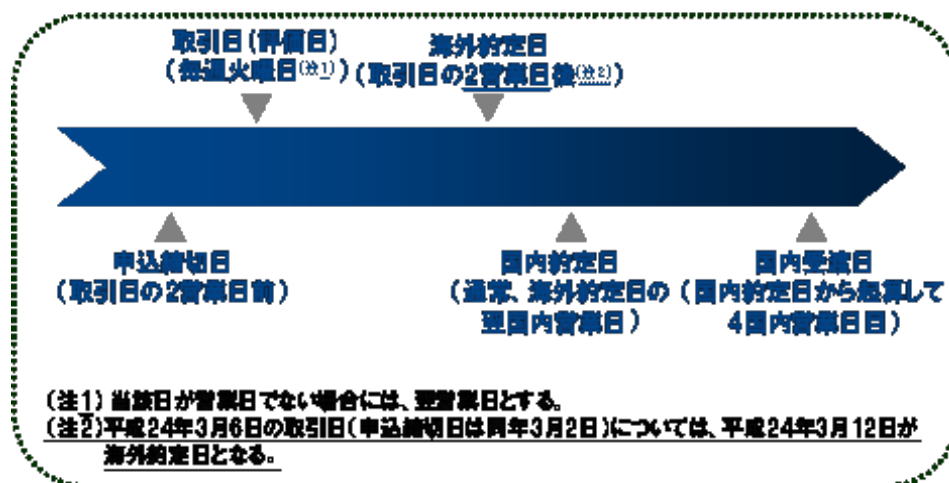 取引日（評価日）
（毎週火曜日(注1)）
海外約定日
（取引日の2営業日後(注2)）
申込締切日
（取引日の2営業日前）
国内約定日
（通常、海外約定日の
翌国内営業日）
国内受渡日
（国内約定日から起算して
4国内営業日目）
（注1）当該日が営業日でない場合には、翌営業日とする。
（注2）平成24年3月6日の取引日（申込締切日は同年3月2日）については、平成24年3月12日が
海外約定日となる。